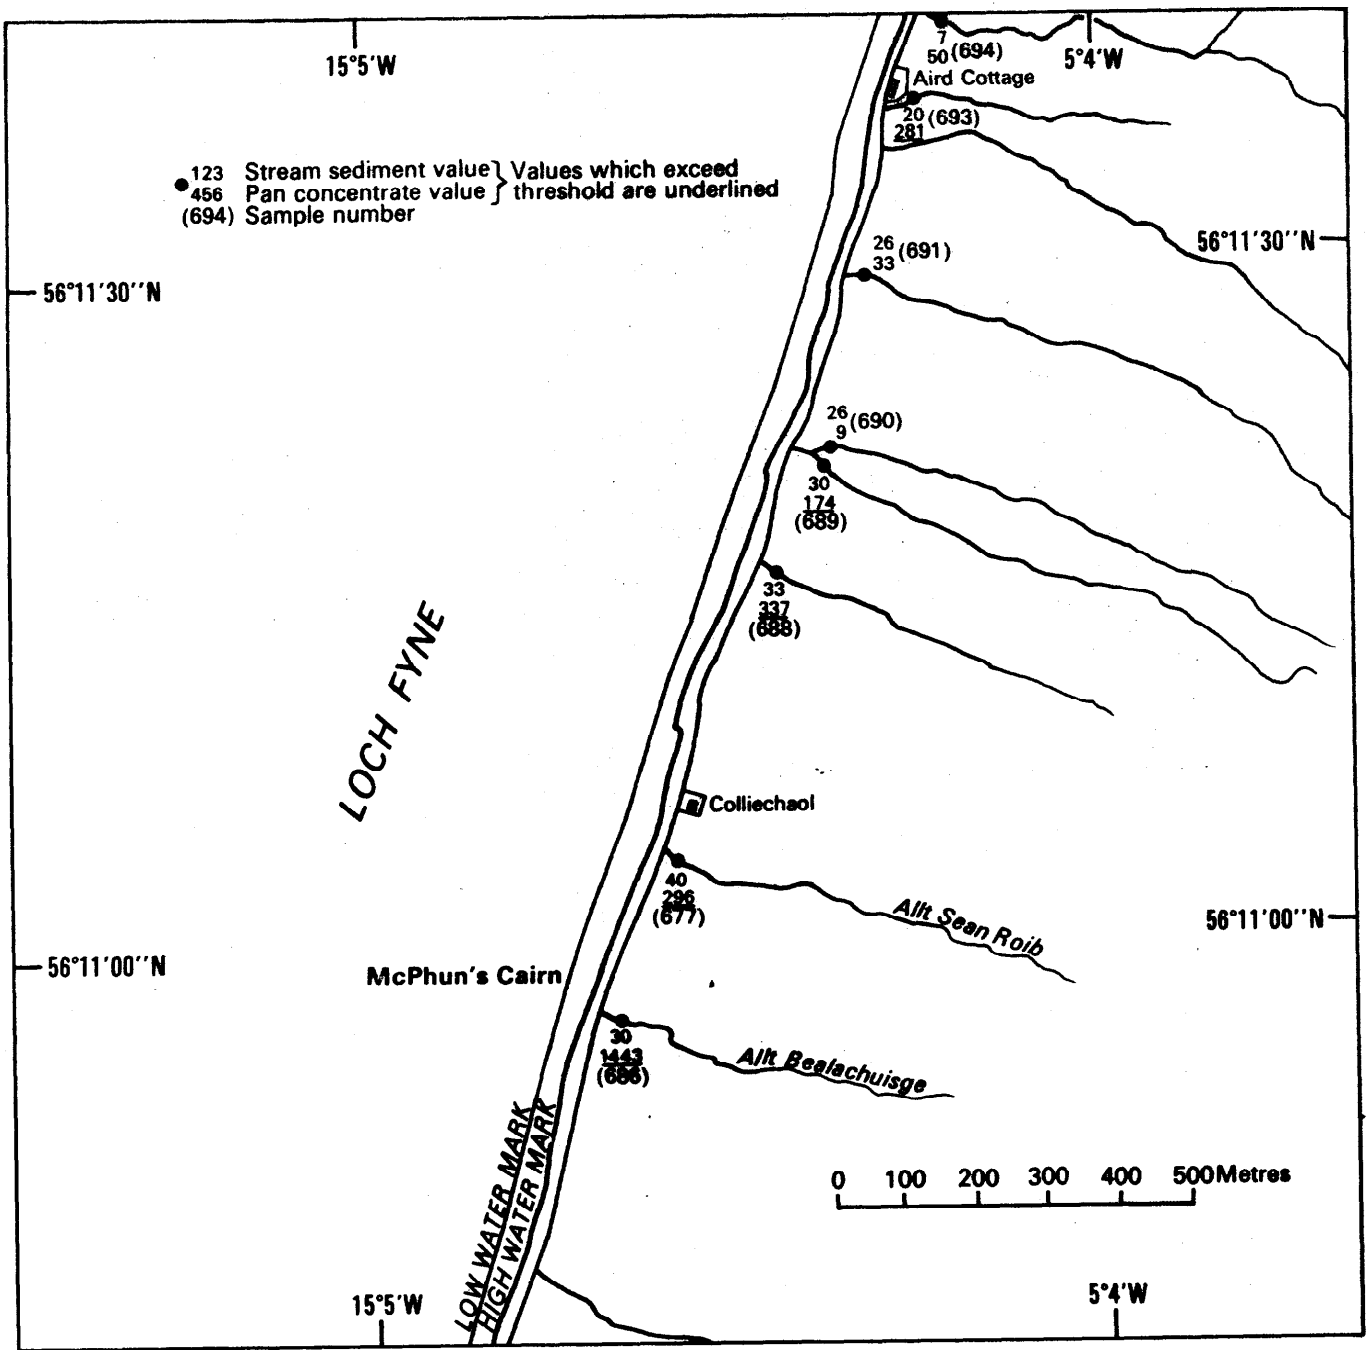 7
50 (694)
15°5'W
5°4'W
Aird Cottage
20 (693)
281
123 Stream sediment value } Values which exceed
456 Pan concentrate value } threshold are underlined
(694) Sample number
56°11'30''N
26 (691)
33
56°11'30''N
26 (690)
9
30
174
(689)
33
337
(688)
LOCH FYNE
Colliechaol
40
296
(677)
Allt Sean Roib
56°11'00''N
56°11'00''N
McPhun's Cairn
30
1443
(686)
Allt Bealachuisge
LOW WATER MARK
HIGH WATER MARK
0 100 200 300 400 500 Metres
15°5'W
5°4'W